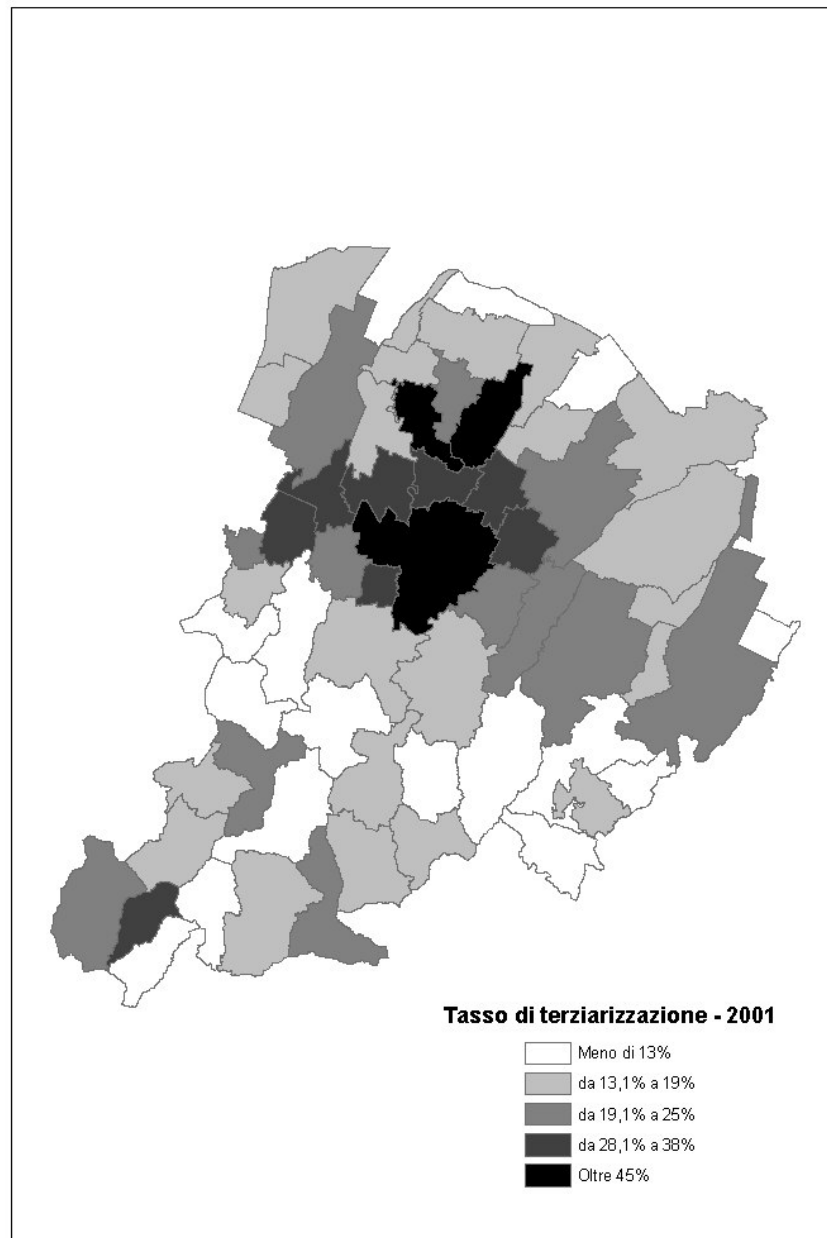 Tasso di terziarizzazione - 2001
Meno di 13%
da 13,1% a 19%
da 19,1% a 25%
da 28,1% a 38%
Oltre 45%